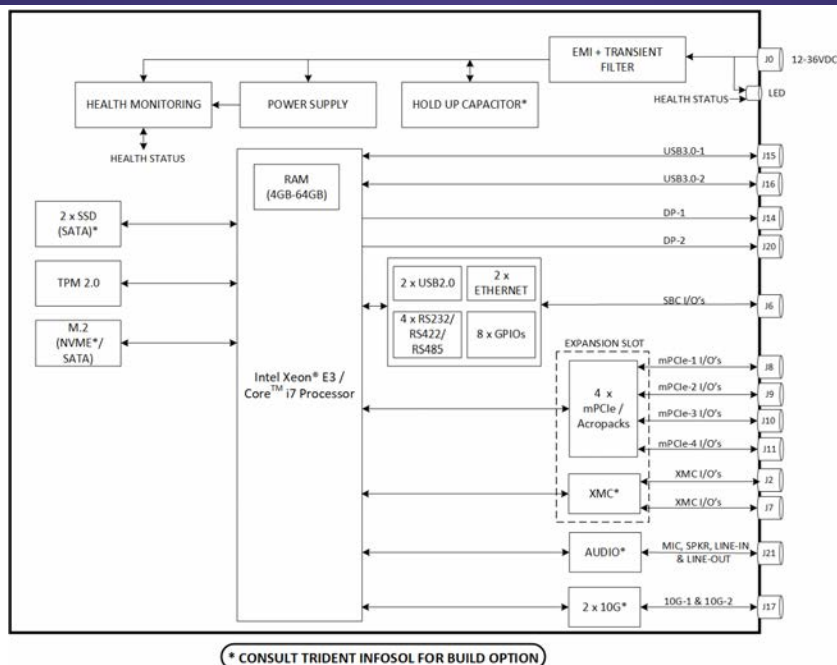 EMI + TRANSIENT
FILTER
J0
12-36VDC
LED
HEALTH STATUS
HEALTH MONITORING
POWER SUPPLY
HOLD UP CAPACITOR*
HEALTH STATUS
RAM
(4GB-64GB)
USB3.0-1
J15
USB3.0-2
J16
DP-1
J14
DP-2
J20
2 x SSD
(SATA)*
TPM 2.0
M.2
(NVME*/
SATA)
2 x USB2.0
2 x
ETHERNET
4 x RS232/
RS422/
RS485
8 x GPIOs
SBC I/O's
J6
Intel Xeon® E3 /
Core™ i7 Processor
EXPANSION SLOT
4 x
mPCIe /
Acropacks
mPCIe-1 I/O's
J8
mPCIe-2 I/O's
J9
mPCIe-3 I/O's
J10
mPCIe-4 I/O's
J11
XMC*
XMC I/O's
J2
XMC I/O's
J7
AUDIO*
MIC, SPKR, LINE-IN
& LINE-OUT
J21
2 x 10G*
10G-1 & 10G-2
J17
* CONSULT TRIDENT INFOSOL FOR BUILD OPTION